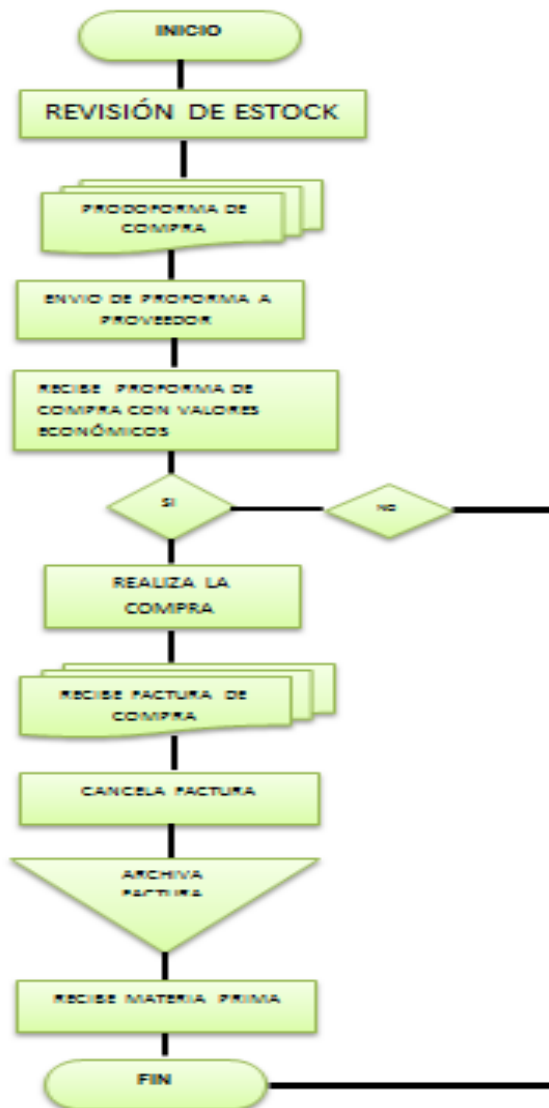 INICIO
REVISIÓN DE ESTOCK
PRODOFORMA DE
COMPRA
ENVIO DE PROFORMA A
PROVEEDOR
RECIBE PROFORMA DE
COMPRA CON VALORES
ECONÓMICOS
SI
NO
REALIZA LA
COMPRA
RECIBE FACTURA DE
COMPRA
CANCELA FACTURA
ARCHIVA
FACTURA
RECIBE MATERIA PRIMA
FIN